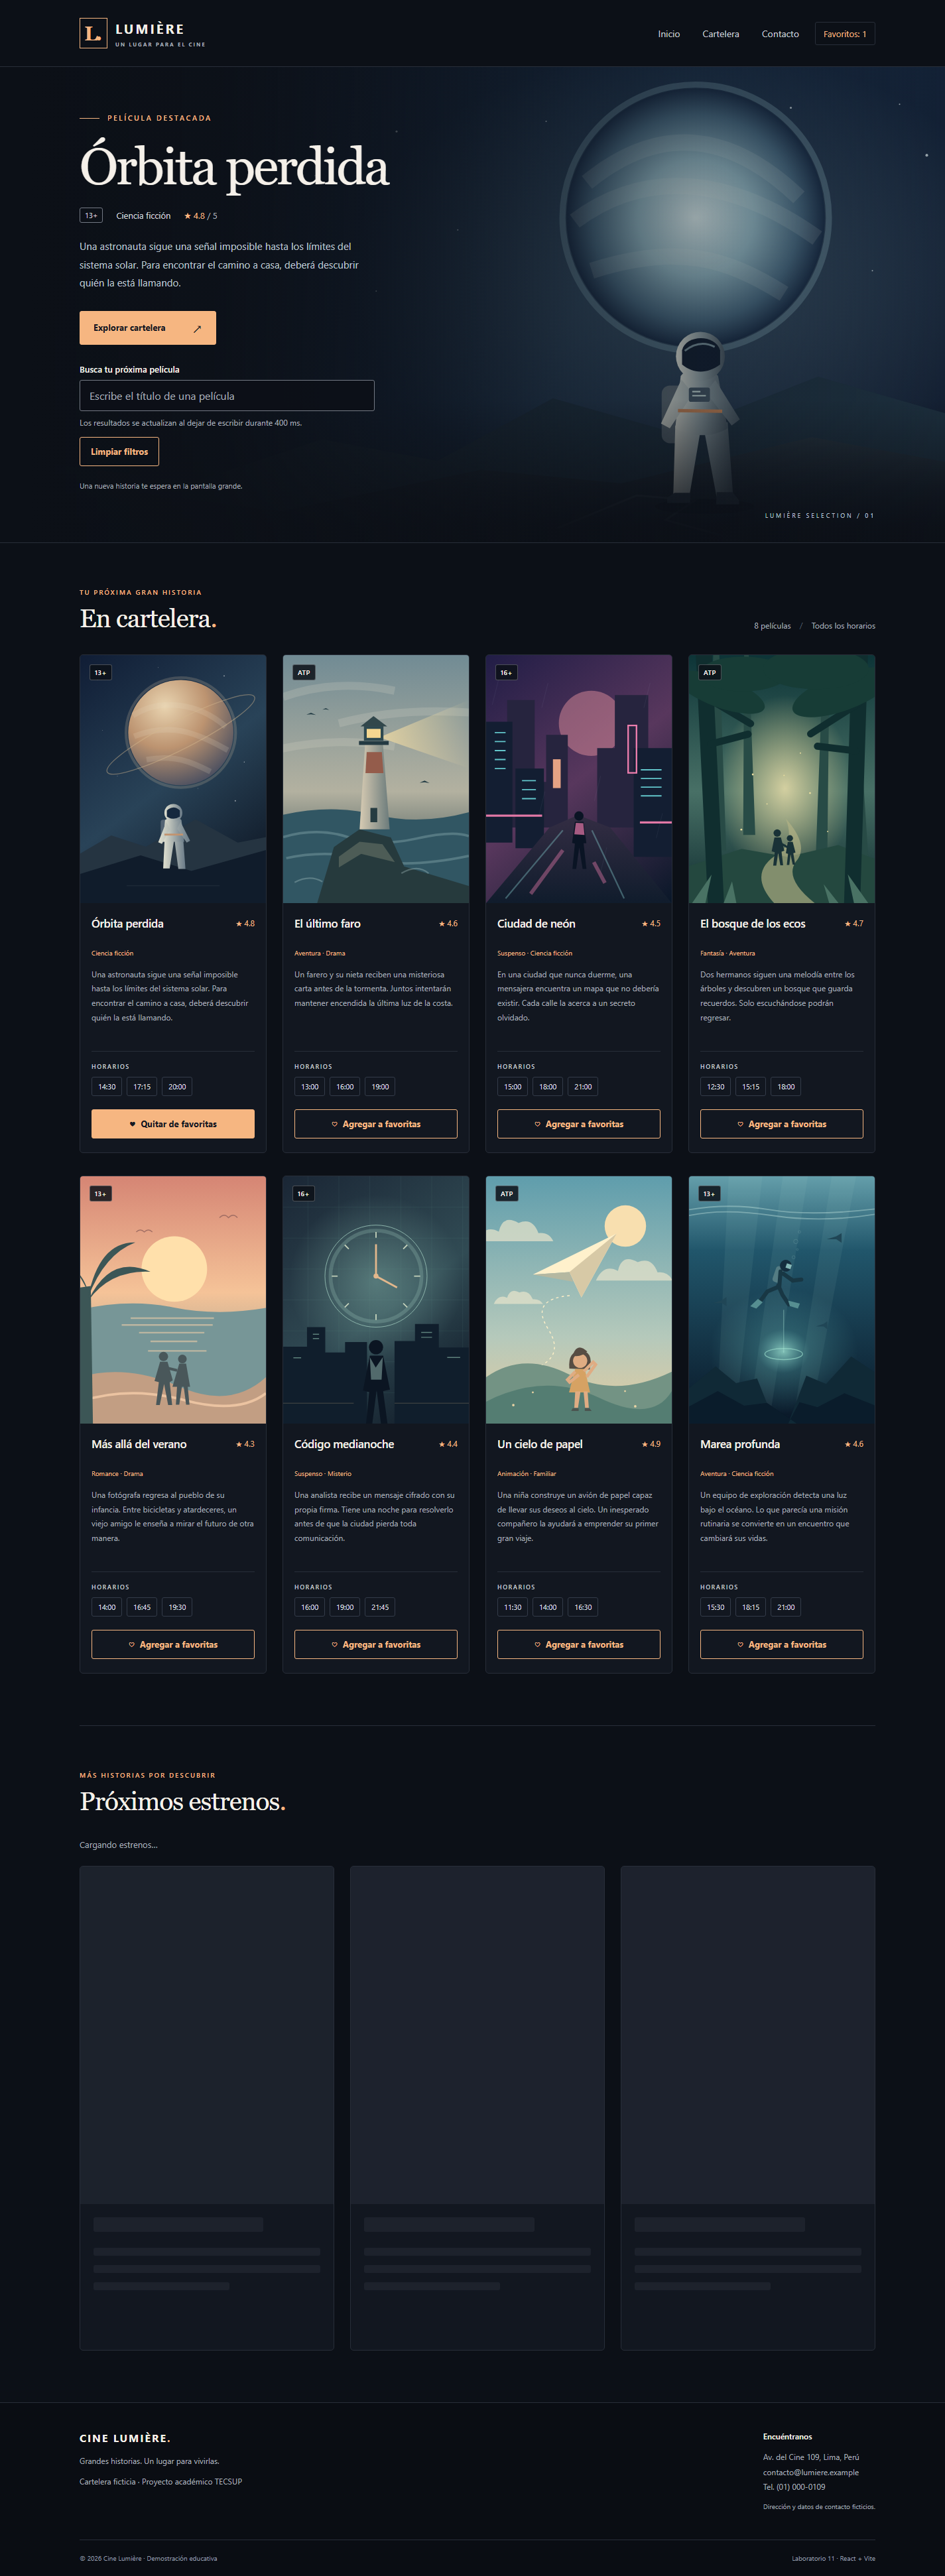 L.
LUMIÈRE
UN LUGAR PARA EL CINE
Inicio
Cartelera
Contacto
Favoritos: 1
PELÍCULA DESTACADA
Órbita perdida
13+
Ciencia ficción
★ 4.8 / 5
Una astronauta sigue una señal imposible hasta los límites del
sistema solar. Para encontrar el camino a casa, deberá descubrir
quién la está llamando.
Explorar cartelera ↗
Busca tu próxima película
Escribe el título de una película
Los resultados se actualizan al dejar de escribir durante 400 ms.
Limpiar filtros
Una nueva historia te espera en la pantalla grande.
LUMIÈRE SELECTION / 01
TU PRÓXIMA GRAN HISTORIA
En cartelera.
8 películas / Todos los horarios
13+
Órbita perdida
★ 4.8
Ciencia ficción
Una astronauta sigue una señal imposible
hasta los límites del sistema solar. Para
encontrar el camino a casa, deberá descubrir
quién la está llamando.
HORARIOS
14:30 17:15 20:00
♥ Quitar de favoritas
ATP
El último faro
★ 4.6
Aventura · Drama
Un farero y su nieta reciben una misteriosa
carta antes de la tormenta. Juntos intentarán
mantener encendida la última luz de la costa.
HORARIOS
13:00 16:00 19:00
♡ Agregar a favoritas
16+
Ciudad de neón
★ 4.5
Suspenso · Ciencia ficción
En una ciudad que nunca duerme, una
mensajera encuentra un mapa que no debería
existir. Cada calle la acerca a un secreto
olvidado.
HORARIOS
15:00 18:00 21:00
♡ Agregar a favoritas
ATP
El bosque de los ecos
★ 4.7
Fantasía · Aventura
Dos hermanos siguen una melodía entre los
árboles y descubren un bosque que guarda
recuerdos. Solo escuchándose podrán
regresar.
HORARIOS
12:30 15:15 18:00
♡ Agregar a favoritas
13+
Más allá del verano
★ 4.3
Romance · Drama
Una fotógrafa regresa al pueblo de su
infancia. Entre bicicletas y atardeceres, un
viejo amigo le enseña a mirar el futuro de otra
manera.
HORARIOS
14:00 16:45 19:30
♡ Agregar a favoritas
16+
Código medianoche
★ 4.4
Suspenso · Misterio
Una analista recibe un mensaje cifrado con su
propia firma. Tiene una noche para resolverlo
antes de que la ciudad pierda toda
comunicación.
HORARIOS
16:00 19:00 21:45
♡ Agregar a favoritas
ATP
Un cielo de papel
★ 4.9
Animación · Familiar
Una niña construye un avión de papel capaz
de llevar sus deseos al cielo. Un inesperado
compañero la ayudará a emprender su primer
gran viaje.
HORARIOS
11:30 14:00 16:30
♡ Agregar a favoritas
13+
Marea profunda
★ 4.6
Aventura · Ciencia ficción
Un equipo de exploración detecta una luz
bajo el océano. Lo que parecía una misión
rutinaria se convierte en un encuentro que
cambiará sus vidas.
HORARIOS
15:30 18:15 21:00
♡ Agregar a favoritas
MÁS HISTORIAS POR DESCUBRIR
Próximos estrenos.
Cargando estrenos...
CINE LUMIÈRE.
Grandes historias. Un lugar para vivirlas.
Cartelera ficticia · Proyecto académico TECSUP
Encuéntranos
Av. del Cine 109, Lima, Perú
contacto@lumiere.example
Tel. (01) 000-0109
Dirección y datos de contacto ficticios.
© 2026 Cine Lumière · Demostración educativa
Laboratorio 11 · React + Vite